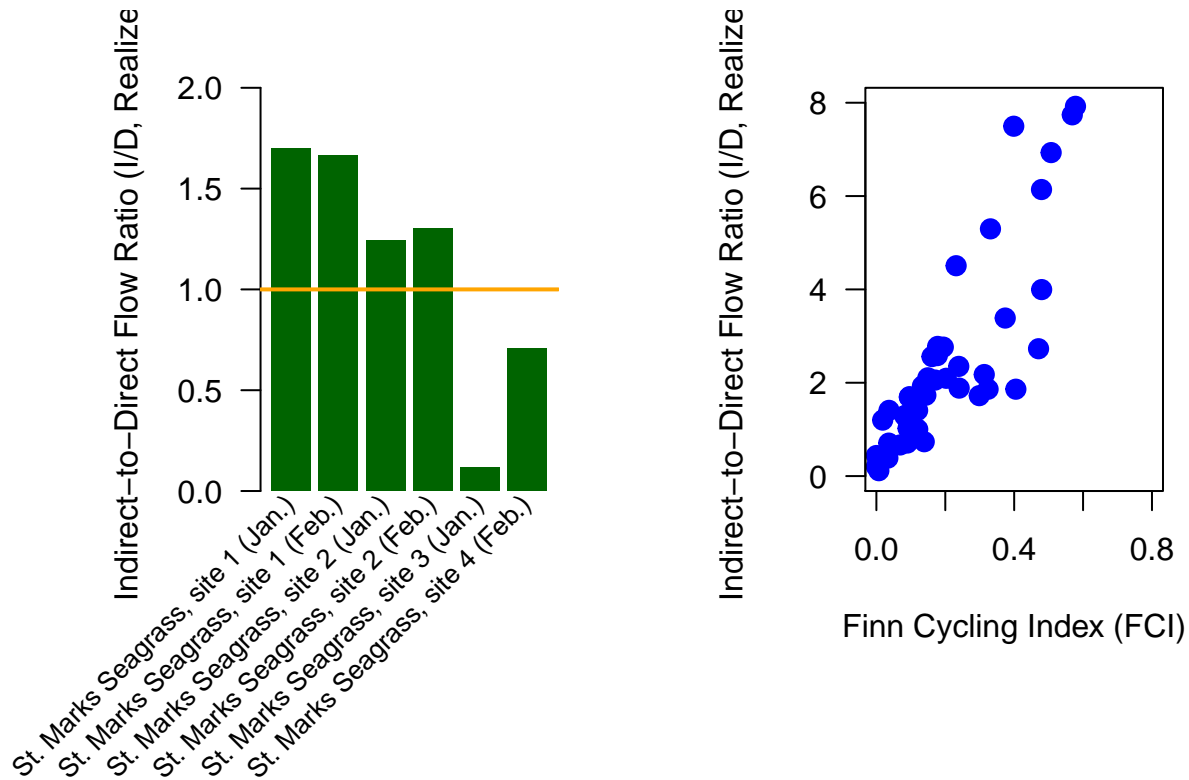 Indirect−to−Direct Flow Ratio (I/D, Realize
2.0
1.5
1.0
0.5
0.0
St. Marks Seagrass, site 1 (Jan.)
St. Marks Seagrass, site 1 (Feb.)
St. Marks Seagrass, site 2 (Jan.)
St. Marks Seagrass, site 2 (Feb.)
St. Marks Seagrass, site 3 (Jan.)
St. Marks Seagrass, site 4 (Feb.)
Indirect−to−Direct Flow Ratio (I/D, Realize
8
6
4
2
0
0.0 0.4 0.8
Finn Cycling Index (FCI)